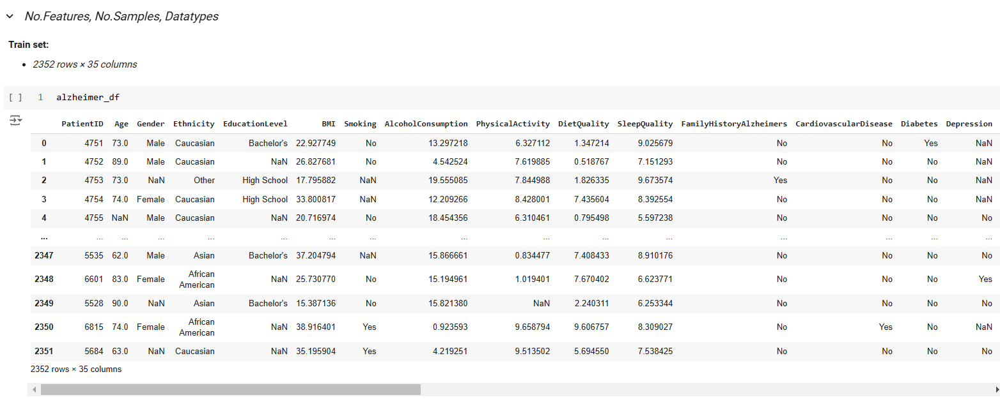 No.Features, No.Samples, Datatypes
Train set:
• 2352 rows × 35 columns
[ ] 1 alzheimer_df
PatientID Age Gender Ethnicity EducationLevel BMI Smoking AlcoholConsumption PhysicalActivity DietQuality SleepQuality FamilyHistoryAlzheimers CardiovascularDisease Diabetes Depression
0 4751 73.0 Male Caucasian Bachelor's 22.927749 No 13.297218 6.327112 1.347214 9.025679 No No Yes NaN
1 4752 89.0 Male Caucasian NaN 26.827681 No 4.542524 7.619885 0.518767 7.151293 No No No NaN
2 4753 73.0 NaN Other High School 17.795882 NaN 19.555085 7.844988 1.826335 9.673574 Yes No No NaN
3 4754 74.0 Female Caucasian High School 33.800817 NaN 12.209266 8.428001 7.435604 8.392554 No No No NaN
4 4755 NaN Male Caucasian NaN 20.716974 No 18.454356 6.310461 0.795498 5.597238 No No No No
... ... ... ... ... ... ... ... ... ... ... ... ... ... ... ...
2347 5535 62.0 Male Asian Bachelor's 37.204794 NaN 15.866661 0.834477 7.408433 8.910176 No No No No
2348 6601 83.0 Female African American NaN 25.730770 No 15.194961 1.019401 7.670402 6.623771 No No No Yes
2349 5528 90.0 NaN Asian Bachelor's 15.387136 No 15.821380 NaN 2.240311 6.253344 No No No No
2350 6815 74.0 Female African American NaN 38.916401 Yes 0.923593 9.658794 9.606757 8.309027 No Yes No NaN
2351 5684 63.0 NaN Caucasian NaN 35.195904 Yes 4.219251 9.513502 5.694550 7.538425 No No No No
2352 rows × 35 columns